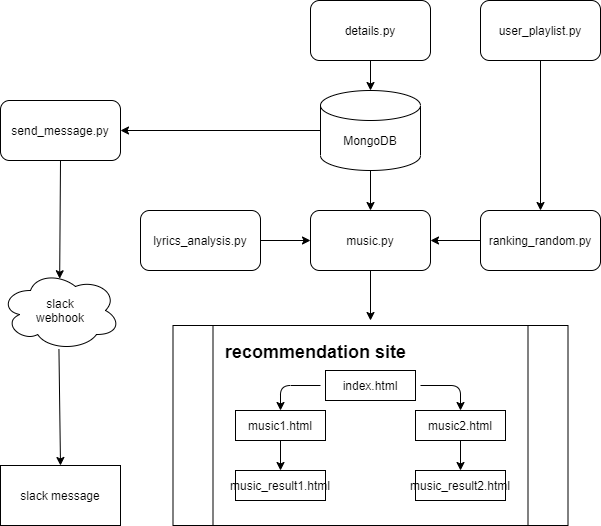 details.py
user_playlist.py
send_message.py
MongoDB
lyrics_analysis.py
music.py
ranking_random.py
slack
webhook
recommendation site
index.html
music1.html
music2.html
music_result1.html
music_result2.html
slack message